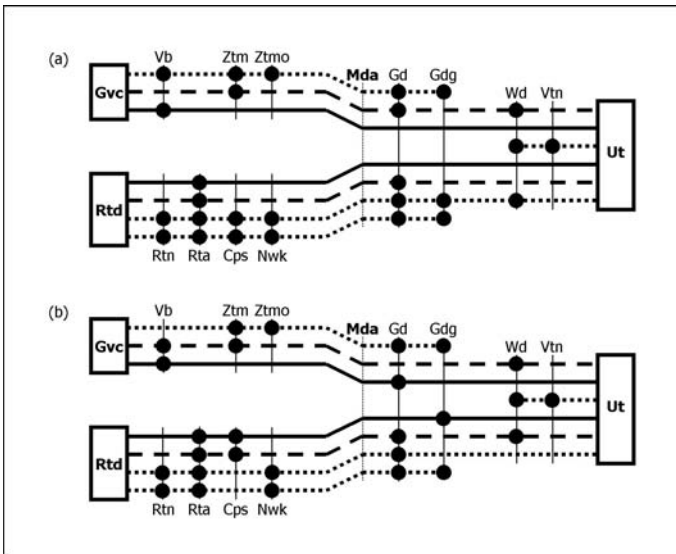 (a)
Vb Ztm Ztmo Mda Gd Gdg Wd Vtn
Gvc
Ut
Rtd
Rtn Rta Cps Nwk
(b)
Vb Ztm Ztmo Mda Gd Gdg Wd Vtn
Gvc
Ut
Rtd
Rtn Rta Cps Nwk